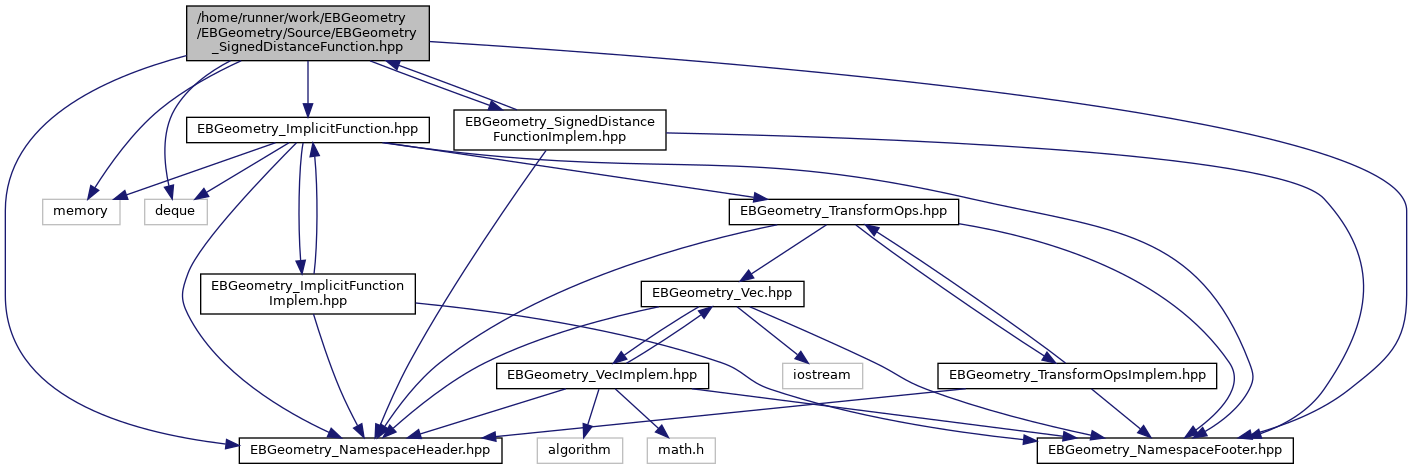 /home/runner/work/EBGeometry
/EBGeometry/Source/EBGeometry
_SignedDistanceFunction.hpp
EBGeometry_SignedDistance
FunctionImplem.hpp
EBGeometry_ImplicitFunction.hpp
memory
deque
EBGeometry_TransformOps.hpp
EBGeometry_ImplicitFunction
Implem.hpp
EBGeometry_Vec.hpp
EBGeometry_VecImplem.hpp
iostream
EBGeometry_TransformOpsImplem.hpp
EBGeometry_NamespaceHeader.hpp
algorithm
math.h
EBGeometry_NamespaceFooter.hpp